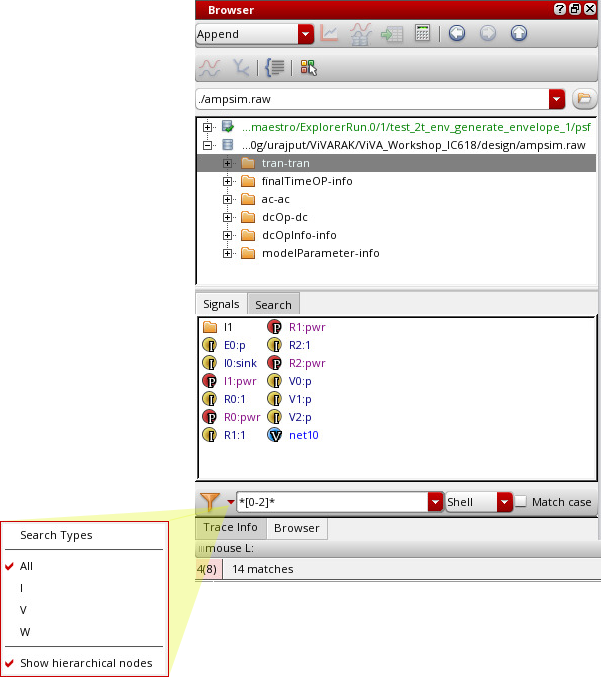 Browser
Append
./ampsim.raw
...maestro/ExplorerRun.0/1/test_2t_env_generate_envelope_1/psf
...0g/urajput/ViVARAK/ViVA_Workshop_IC618/design/ampsim.raw
tran-tran
finalTimeOP-info
ac-ac
dcOp-dc
dcOpInfo-info
modelParameter-info
Signals Search
I1 R1:pwr
E0:p R2:1
I0:sink R2:pwr
I1:pwr V0:p
R0:1 V1:p
R0:pwr V2:p
R1:1 net10
*[0-2]* Shell Match case
Trace Info Browser
mouse L:
4(8) 14 matches
Search Types
All
I
V
W
Show hierarchical nodes